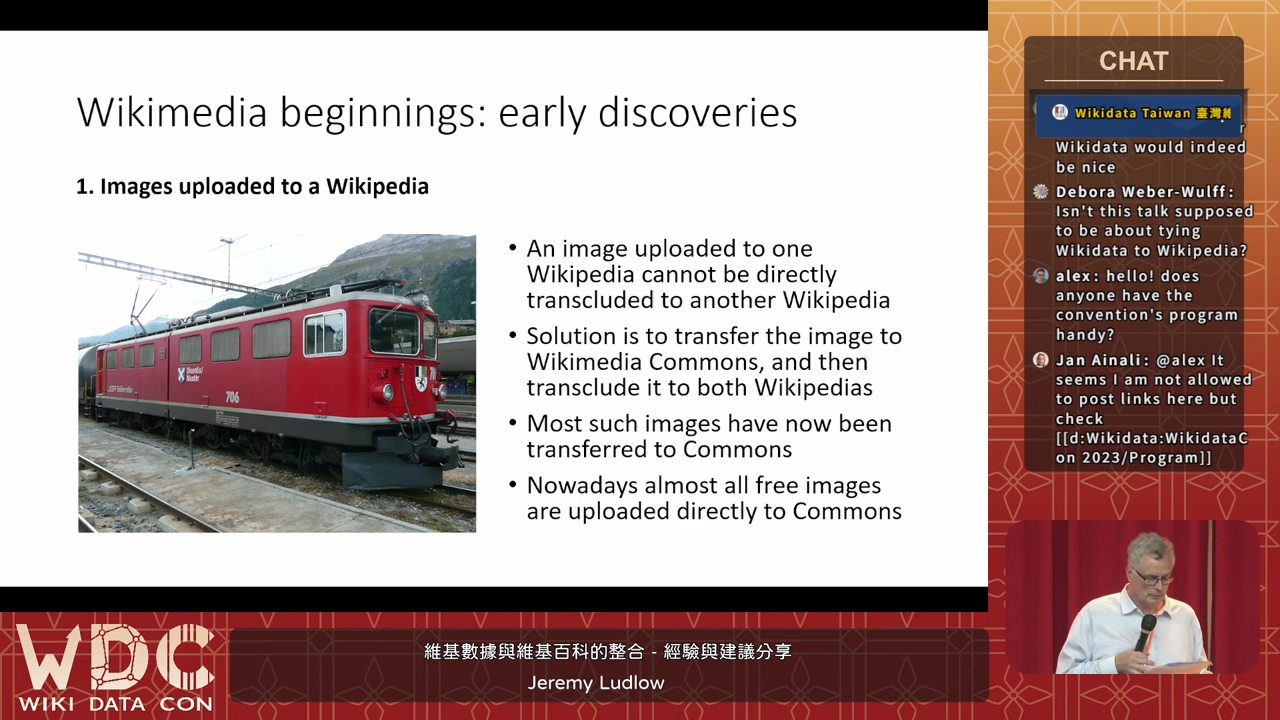 Wikimedia beginnings: early discoveries
1. Images uploaded to a Wikipedia
• An image uploaded to one
Wikipedia cannot be directly
transcluded to another Wikipedia
• Solution is to transfer the image to
Wikimedia Commons, and then
transclude it to both Wikipedias
• Most such images have now been
transferred to Commons
• Nowadays almost all free images
are uploaded directly to Commons
706
CHAT
Wikidata Taiwan 臺灣維
Wikidata would indeed
be nice
Debora Weber-Wulff:
Isn't this talk supposed
to be about tying
Wikidata to Wikipedia?
alex: hello! does
anyone have the
convention's program
handy?
Jan Ainali: @alex It
seems I am not allowed
to post links here but
check
[[d:Wikidata:WikidataC
on 2023/Program]]
WDC
WIKI DATA CON
維基數據與維基百科的整合 - 經驗與建議分享
Jeremy Ludlow